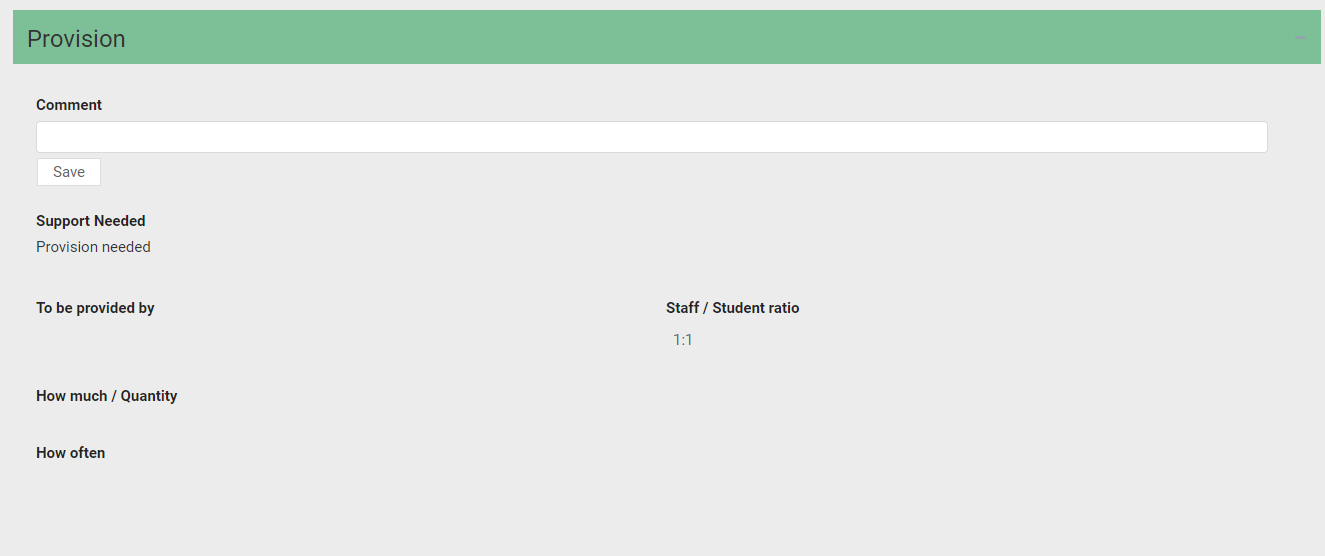 Provision
Comment
Save
Support Needed
Provision needed
To be provided by
Staff / Student ratio
1:1
How much / Quantity
How often